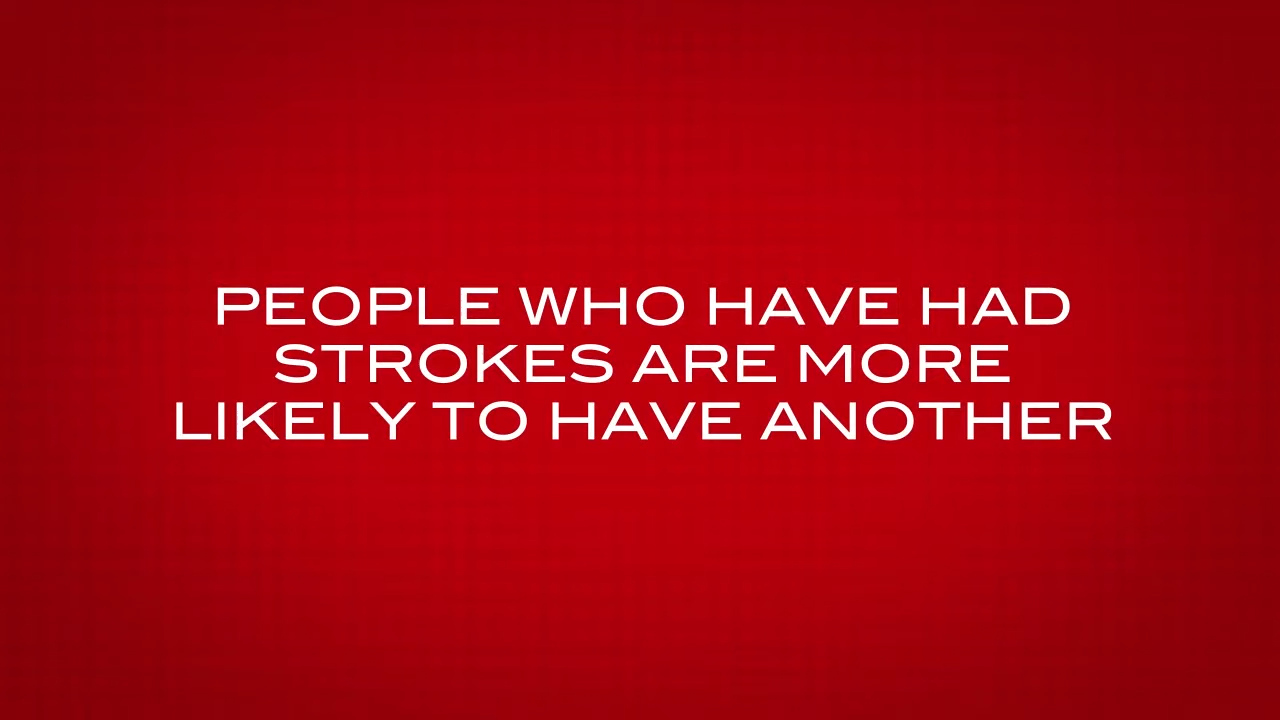 PEOPLE WHO HAVE HAD
STROKES ARE MORE
LIKELY TO HAVE ANOTHER